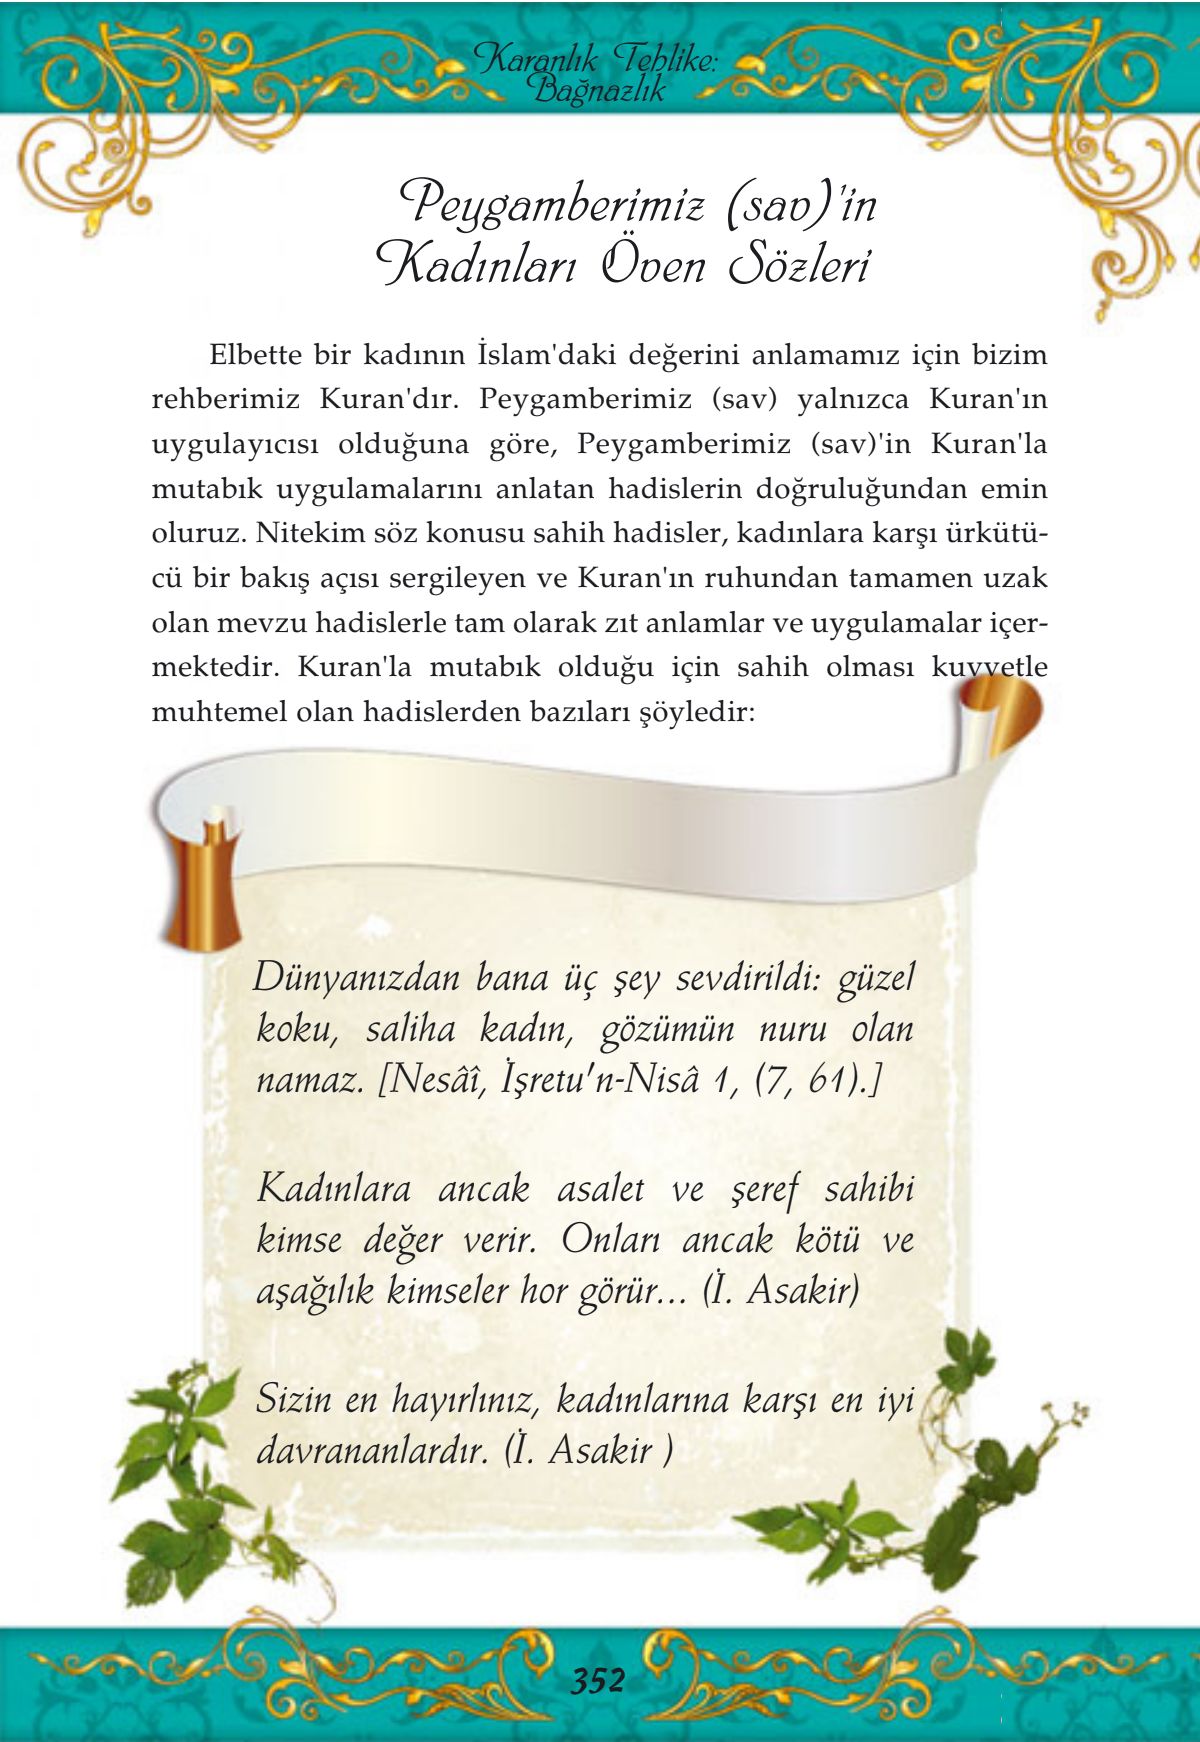 Karanlık Tehlike:
Bağnazlık
Peygamberimiz (sav)'in
Kadınları Öven Sözleri
Elbette bir kadının İslam'daki değerini anlamamız için bizim
rehberimiz Kuran'dır. Peygamberimiz (sav) yalnızca Kuran'ın
uygulayıcısı olduğuna göre, Peygamberimiz (sav)'in Kuran'la
mutabık uygulamalarını anlatan hadislerin doğruluğundan emin
oluruz. Nitekim söz konusu sahih hadisler, kadınlara karşı ürkütü-
cü bir bakış açısı sergileyen ve Kuran'ın ruhundan tamamen uzak
olan mevzu hadislerle tam olarak zıt anlamlar ve uygulamalar içer-
mektedir. Kuran'la mutabık olduğu için sahih olması kuvvetle
muhtemel olan hadislerden bazıları şöyledir:
Dünyanızdan bana üç şey sevdirildi: güzel
koku, saliha kadın, gözümün nuru olan
namaz. [Nesâî, İşretu'n-Nisâ 1, (7, 61).]
Kadınlara ancak asalet ve şeref sahibi
kimse değer verir. Onları ancak kötü ve
aşağılık kimseler hor görür... (İ. Asakir)
Sizin en hayırlınız, kadınlarına karşı en iyi
davrananlardır. (İ. Asakir )
352